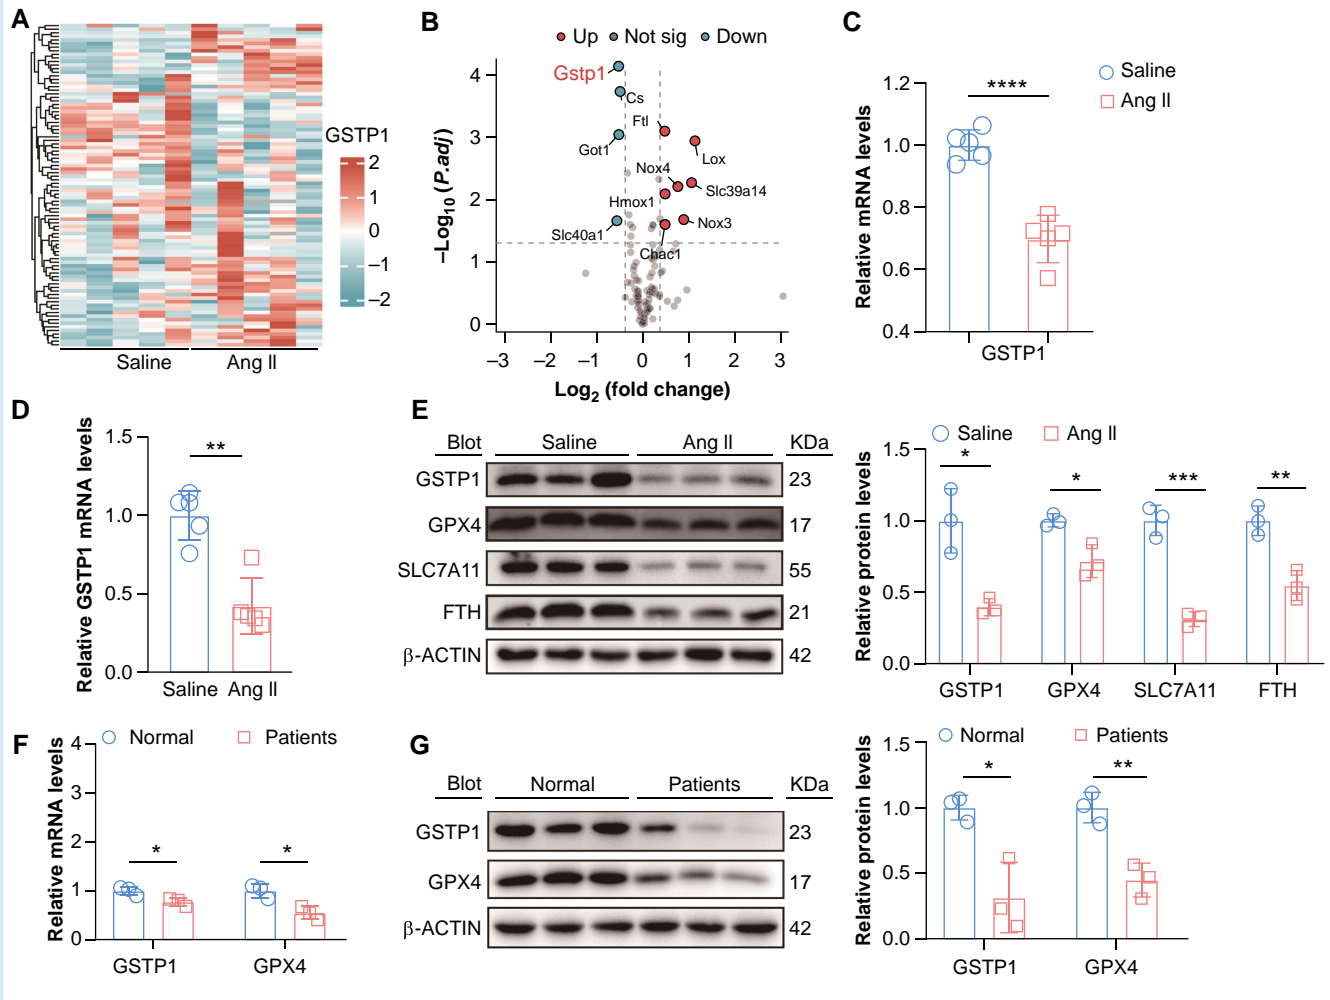 A
GSTP1
2
1
0
−1
−2
Saline Ang II
B
Up Not sig Down
Gstp1
Cs
Ftl
Got1
Lox
Nox4
Slc39a14
Hmox1
Nox3
Slc40a1
Chac1
−Log10 (P.adj)
4
3
2
1
0
−3 −2 −1 0 1 2 3
Log2 (fold change)
C
Saline
Ang II
Relative mRNA levels
1.2
1.0
0.8
0.6
0.4
****
GSTP1
D
Relative GSTP1 mRNA levels
1.5
1.0
0.5
0.0
**
Saline Ang II
E
Blot Saline Ang II KDa
GSTP1 23
GPX4 17
SLC7A11 55
FTH 21
β-ACTIN 42
Saline Ang II
Relative protein levels
1.5
1.0
0.5
0.0
* * *** **
GSTP1 GPX4 SLC7A11 FTH
F
Normal Patients
Relative mRNA levels
4
3
2
1
0
* *
GSTP1 GPX4
G
Blot Normal Patients KDa
GSTP1 23
GPX4 17
β-ACTIN 42
Normal Patients
Relative protein levels
1.5
1.0
0.5
0.0
* **
GSTP1 GPX4